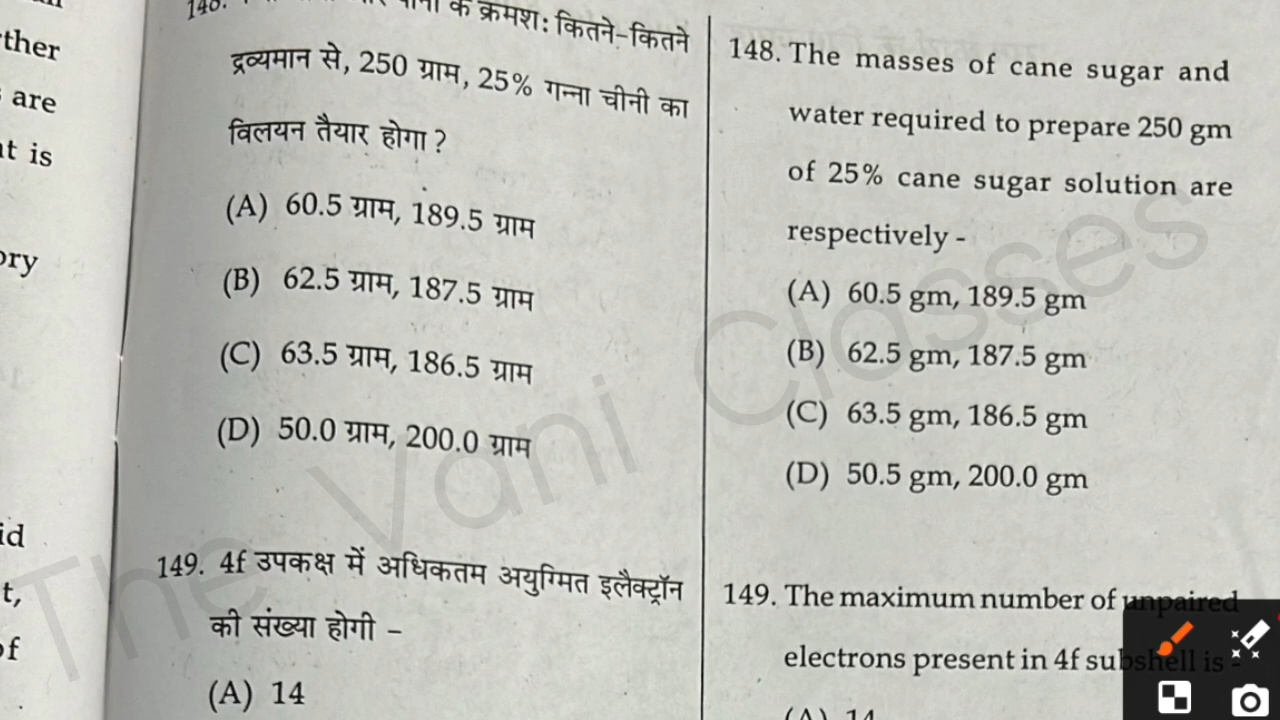 ther
are
t is
ory
id
t,
of
148.
के क्रमश: कितने-कितने
द्रव्यमान से, 250 ग्राम, 25% गन्ना चीनी का
विलयन तैयार होगा ?
(A) 60.5 ग्राम, 189.5 ग्राम
(B) 62.5 ग्राम, 187.5 ग्राम
(C) 63.5 ग्राम, 186.5 ग्राम
(D) 50.0 ग्राम, 200.0 ग्राम
149. 4f उपकक्ष में अधिकतम अयुग्मित इलैक्ट्रॉन
की संख्या होगी –
(A) 14
148. The masses of cane sugar and
water required to prepare 250 gm
of 25% cane sugar solution are
respectively -
(A) 60.5 gm, 189.5 gm
(B) 62.5 gm, 187.5 gm
(C) 63.5 gm, 186.5 gm
(D) 50.5 gm, 200.0 gm
149. The maximum number of unpaired
electrons present in 4f subshell is -
(A) 14
The Vani Classes